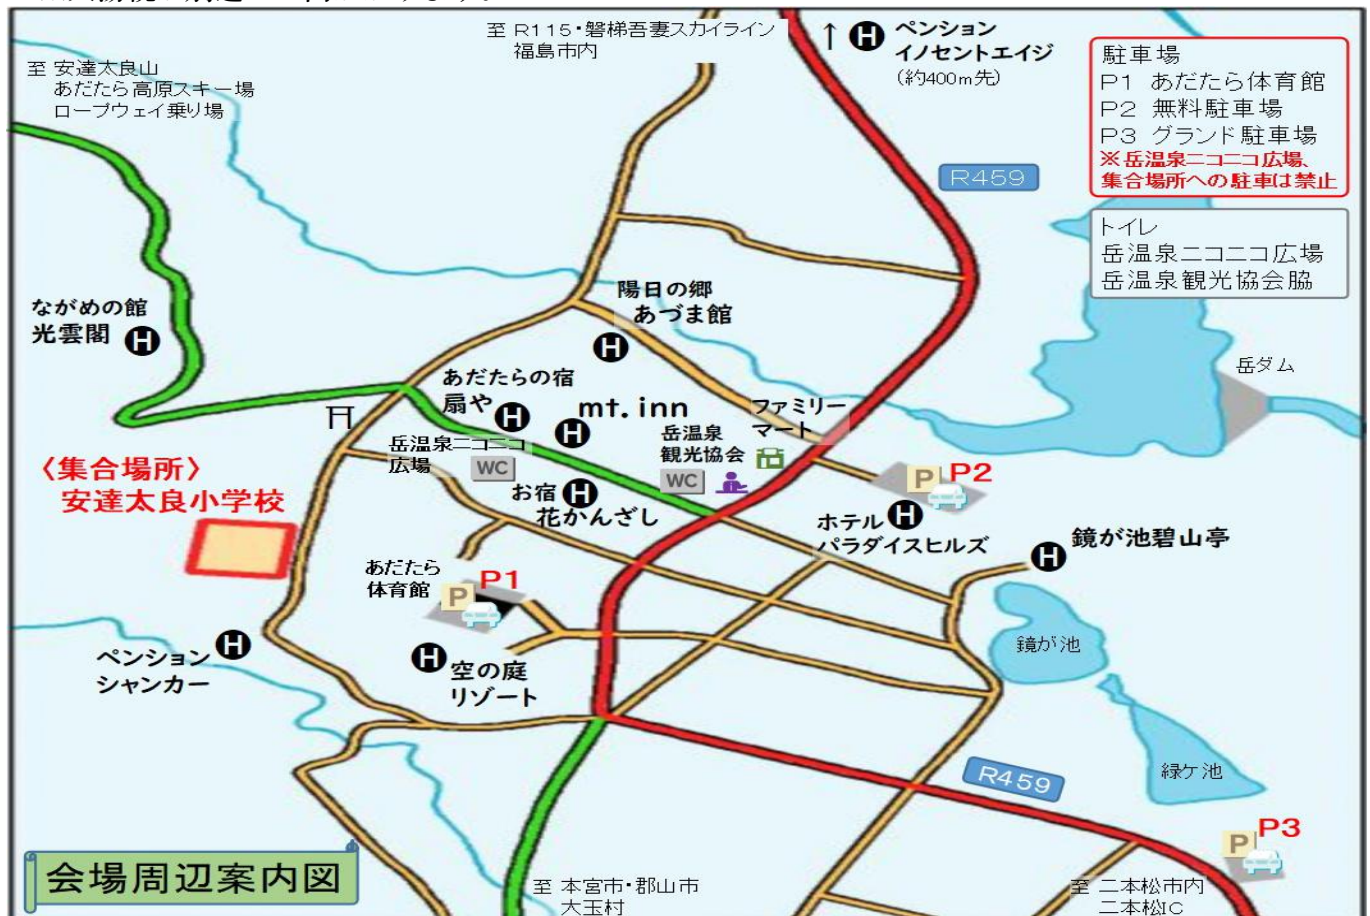 至 R115・磐梯吾妻スカイライン
福島市内
↑ H ペンション
イノセントエイジ
(約400m先)
至 安達太良山
あだたら高原スキー場
ロープウェイ乗り場
駐車場
P1 あだたら体育館
P2 無料駐車場
P3 グランド駐車場
※岳温泉ニコニコ広場、
集合場所への駐車は禁止
R459
トイレ
岳温泉ニコニコ広場
岳温泉観光協会脇
ながめの館
光雲閣 H
陽日の郷
あづま館
H
岳ダム
あだたらの宿
扇や H
mt. inn
H
ファミリー
マート
岳温泉
観光協会
WC
岳温泉ニコニコ
広場
WC
〈集合場所〉
安達太良小学校
お宿 H
花かんざし
P P2
ホテル H
パラダイスヒルズ
H 鏡が池碧山亭
あだたら
体育館
P P1
鏡が池
ペンション H
シャンカー
H 空の庭
リゾート
緑ケ池
R459
P P3
会場周辺案内図
至 本宮市・郡山市
大玉村
至 二本松市内
二本松IC